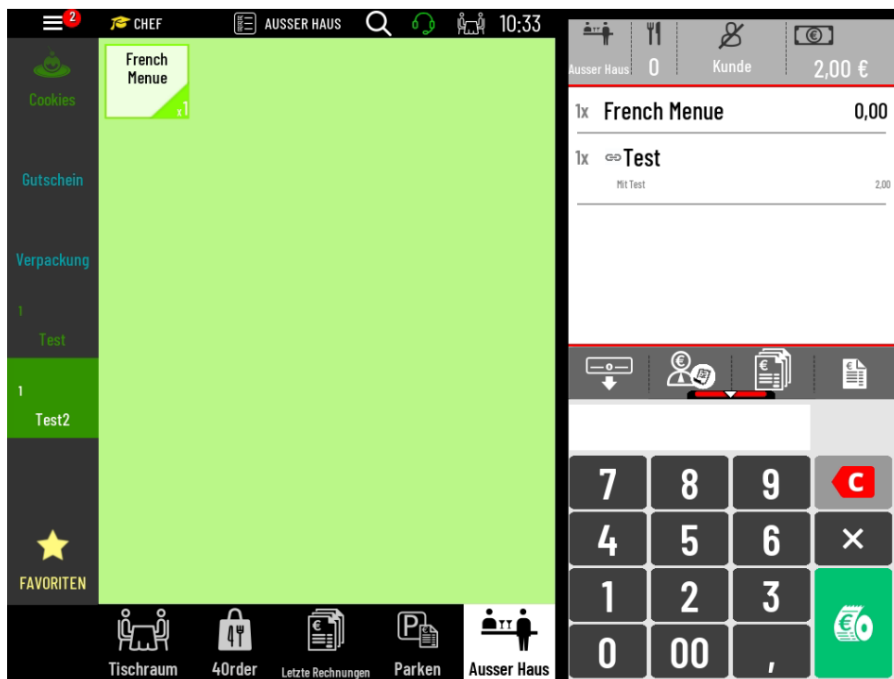 2
CHEF
AUSSER HAUS
10:33
Cookies
Gutschein
Verpackung
1
Test
1
Test2
FAVORITEN
French
Menue
x1
Tischraum
4Order
Letzte Rechnungen
Parken
Ausser Haus
Ausser Haus
0
Kunde
2,00 €
1x French Menue 0,00
1x Test
Mit Test 2,00
7 8 9 C
4 5 6 ×
1 2 3
0 00 ,